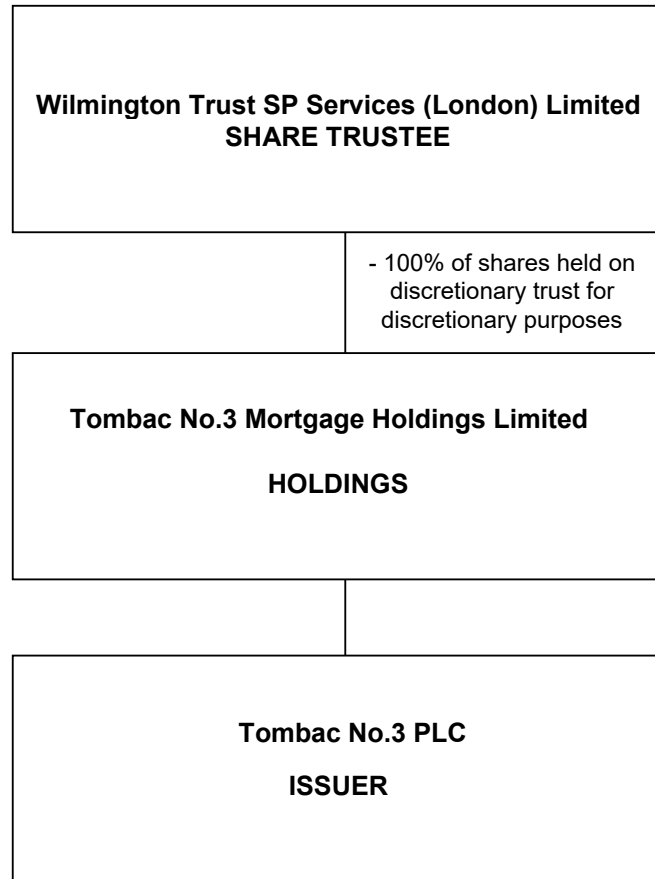 Wilmington Trust SP Services (London) Limited
SHARE TRUSTEE
- 100% of shares held on
discretionary trust for
discretionary purposes
Tombac No.3 Mortgage Holdings Limited
HOLDINGS
Tombac No.3 PLC
ISSUER